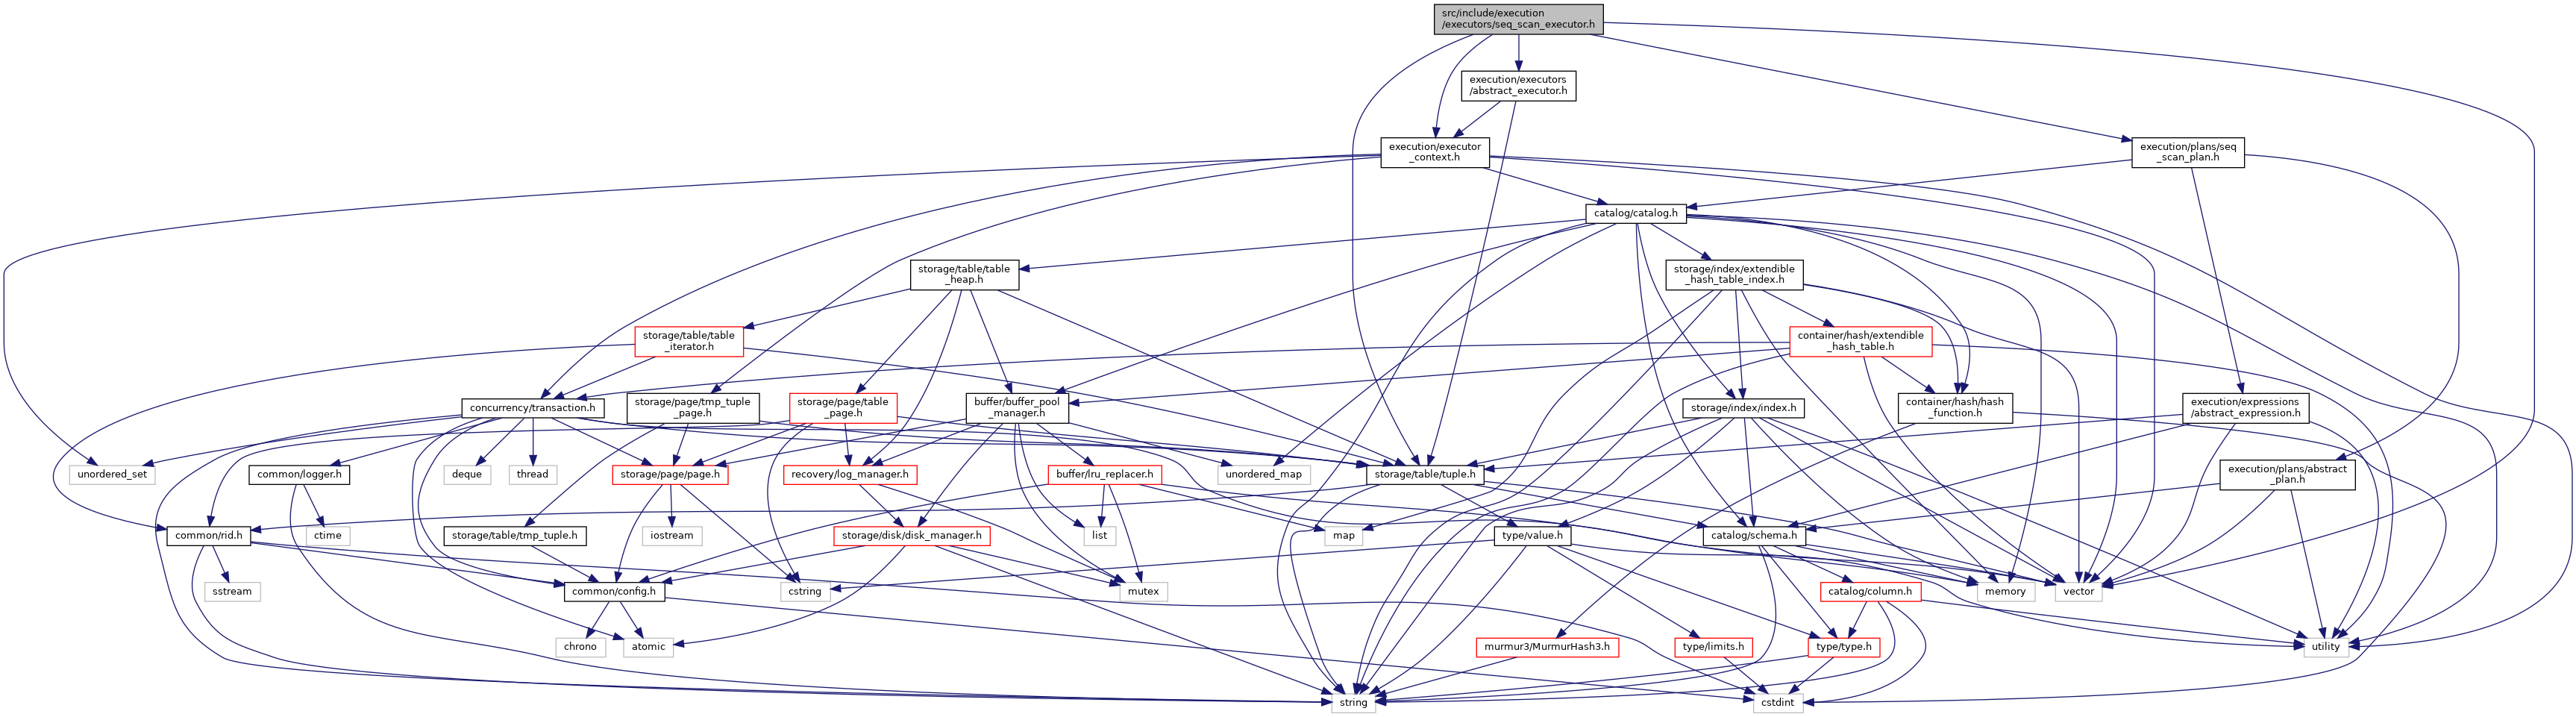 src/include/execution
/executors/seq_scan_executor.h
execution/executors
/abstract_executor.h
execution/executor
_context.h
execution/plans/seq
_scan_plan.h
catalog/catalog.h
storage/table/table
_heap.h
storage/index/extendible
_hash_table_index.h
storage/table/table
_iterator.h
container/hash/extendible
_hash_table.h
concurrency/transaction.h
storage/page/tmp_tuple
_page.h
storage/page/table
_page.h
buffer/buffer_pool
_manager.h
storage/index/index.h
container/hash/hash
_function.h
execution/expressions
/abstract_expression.h
unordered_set
common/logger.h
deque
thread
storage/page/page.h
recovery/log_manager.h
buffer/lru_replacer.h
unordered_map
storage/table/tuple.h
execution/plans/abstract
_plan.h
common/rid.h
ctime
storage/table/tmp_tuple.h
iostream
storage/disk/disk_manager.h
list
map
type/value.h
catalog/schema.h
sstream
common/config.h
cstring
mutex
catalog/column.h
memory
vector
chrono
atomic
murmur3/MurmurHash3.h
type/limits.h
type/type.h
utility
string
cstdint